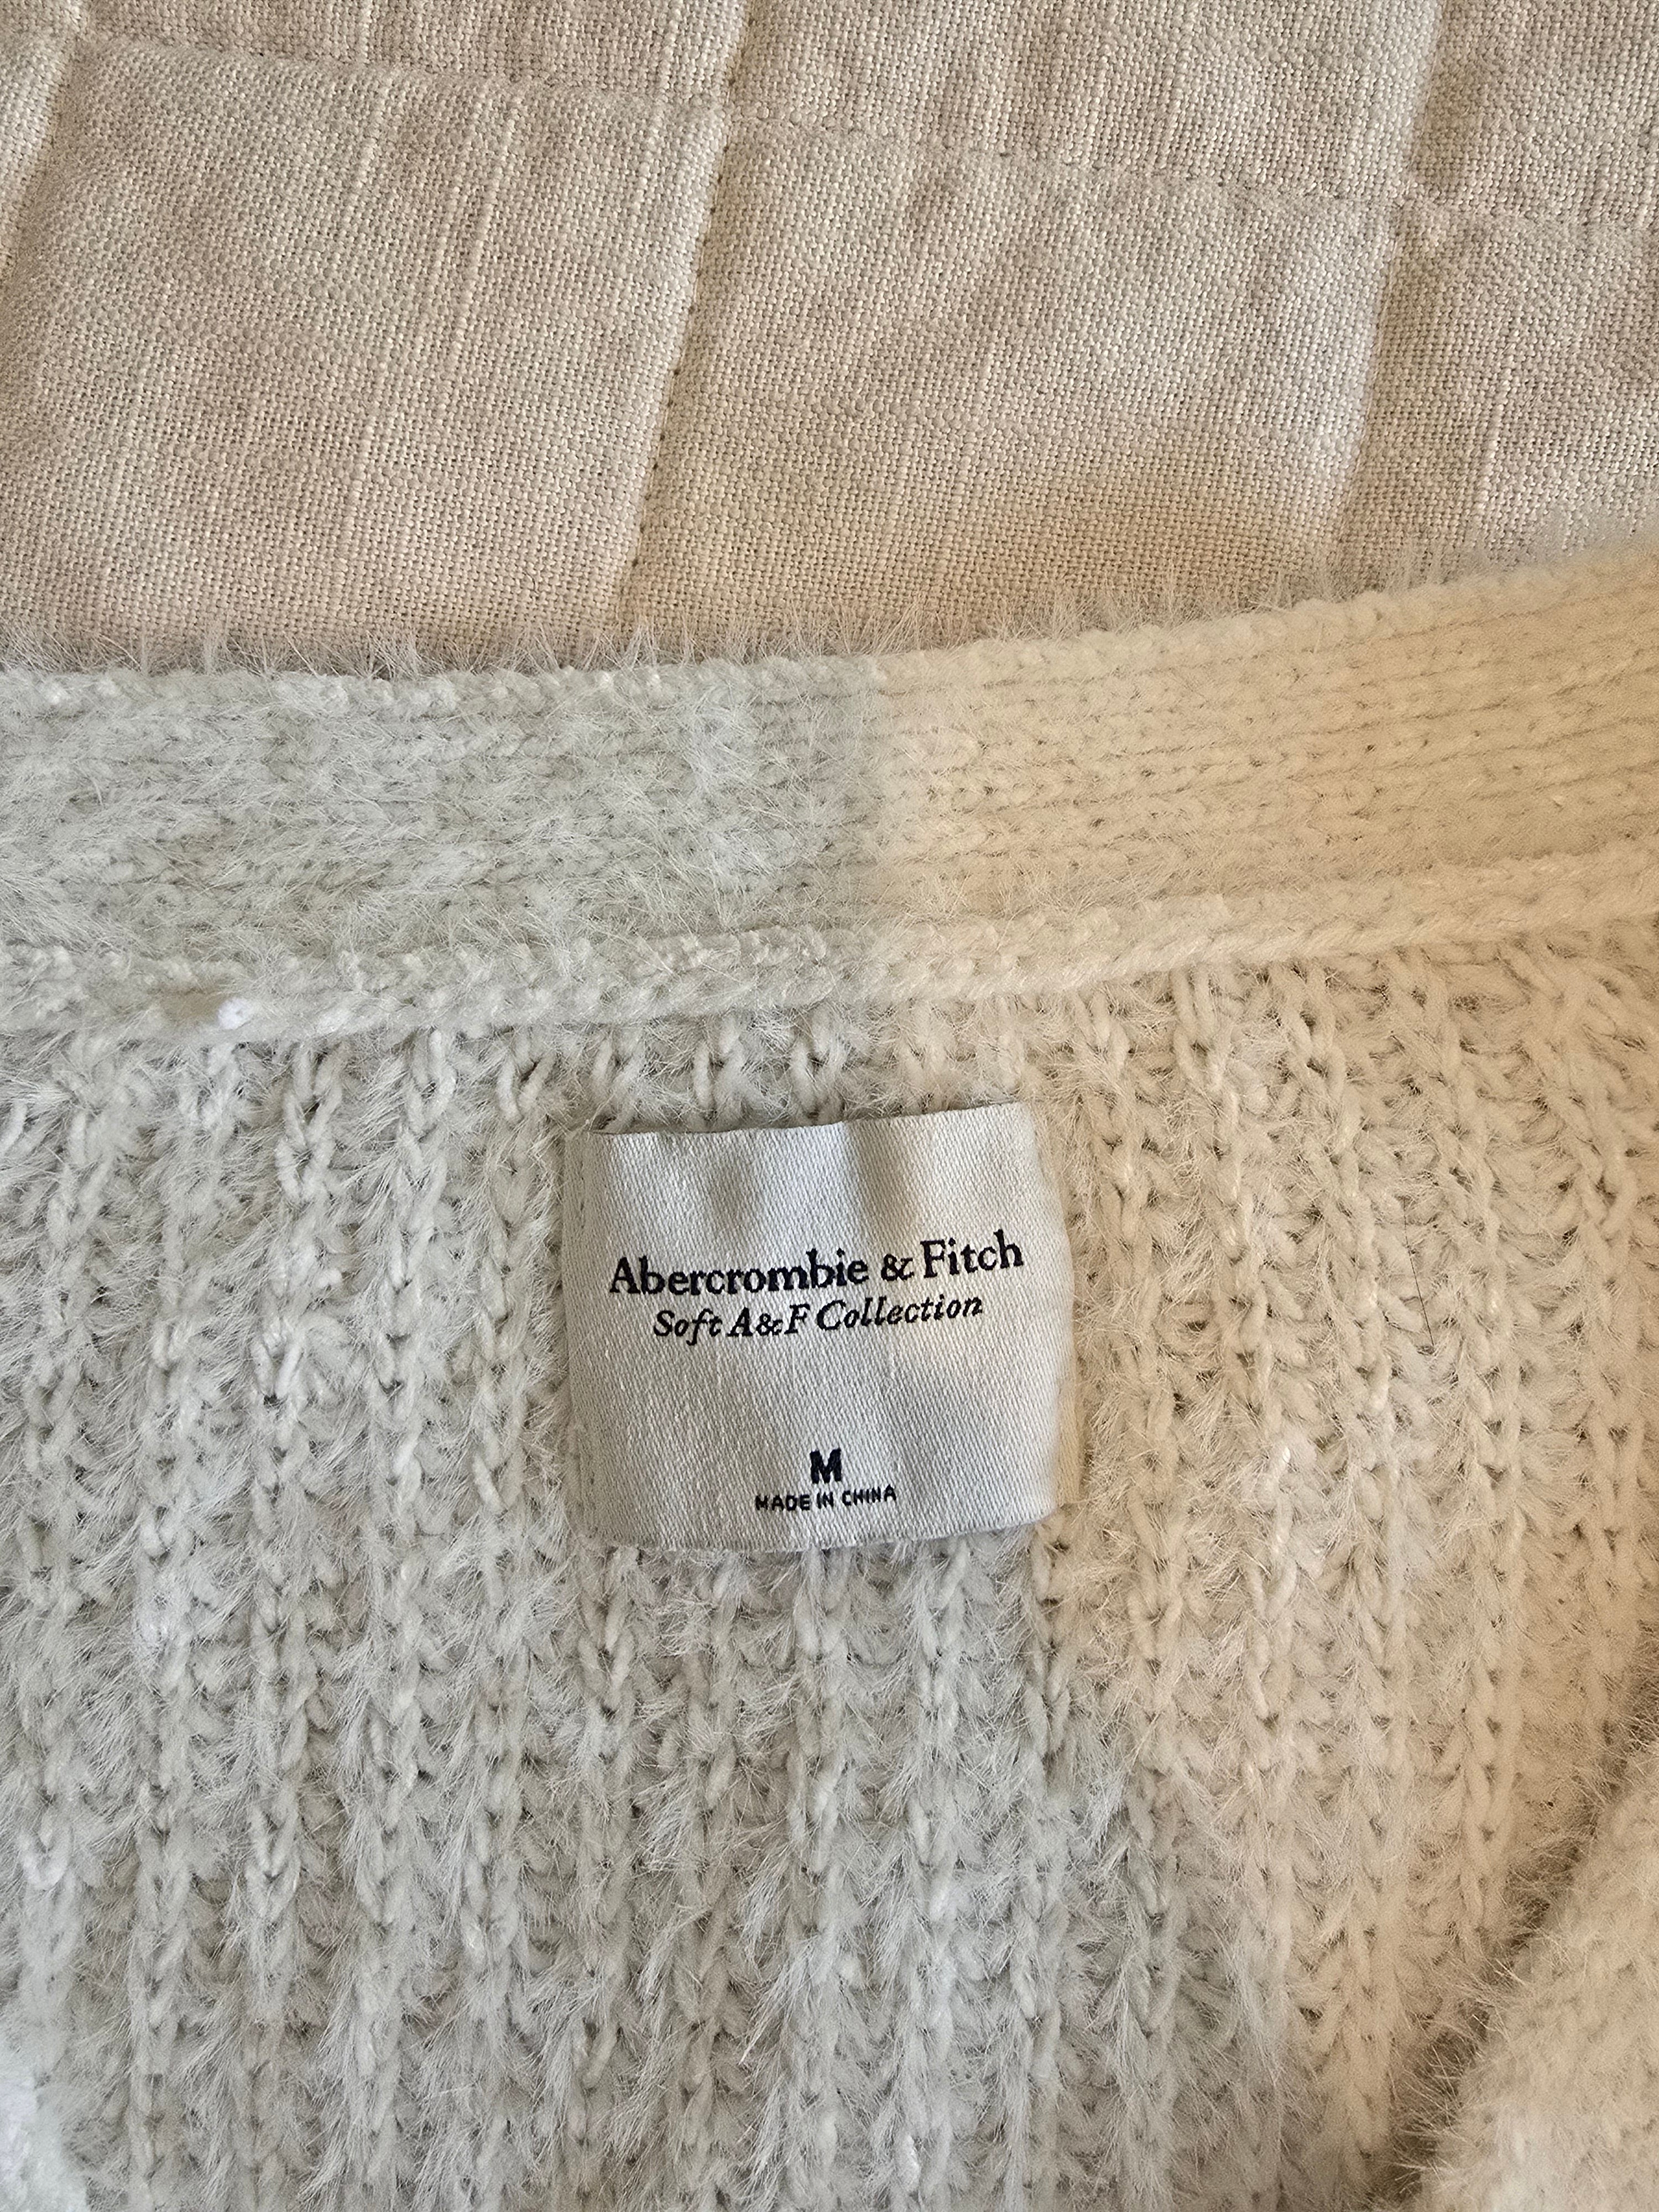 Abercrombie & Fitch
Soft A&F Collection
M
MADE IN CHINA